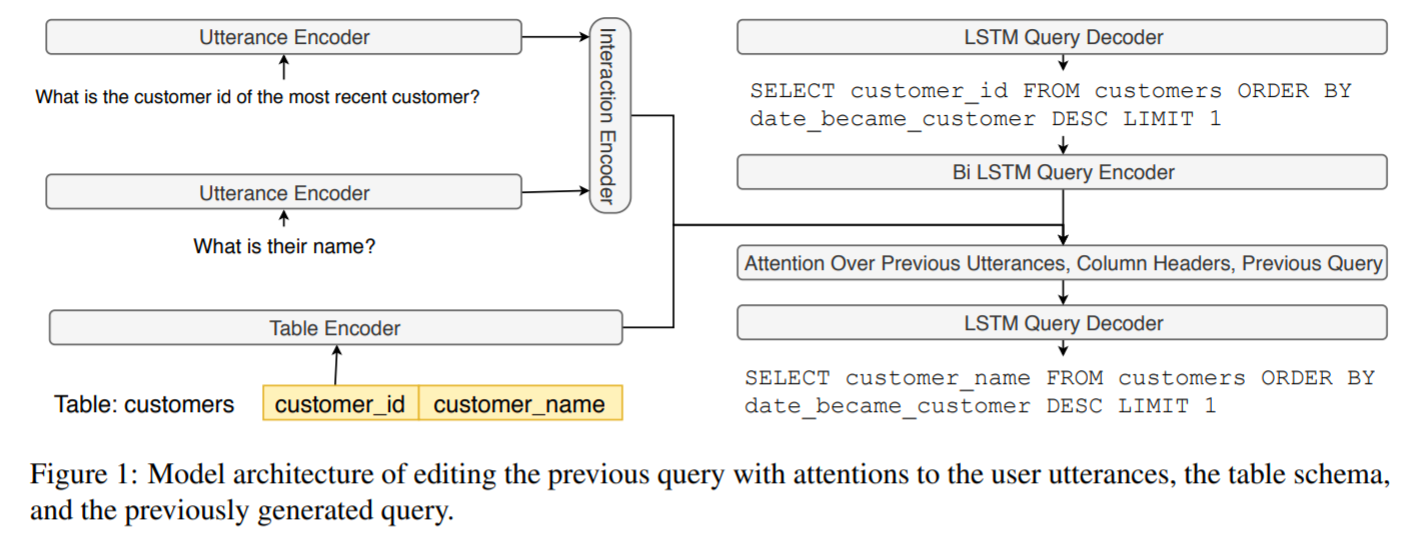 Utterance Encoder
What is the customer id of the most recent customer?
Utterance Encoder
What is their name?
Interaction Encoder
Table Encoder
Table: customers
customer_id
customer_name
LSTM Query Decoder
SELECT customer_id FROM customers ORDER BY
date_became_customer DESC LIMIT 1
Bi LSTM Query Encoder
Attention Over Previous Utterances, Column Headers, Previous Query
LSTM Query Decoder
SELECT customer_name FROM customers ORDER BY
date_became_customer DESC LIMIT 1
Figure 1: Model architecture of editing the previous query with attentions to the user utterances, the table schema,
and the previously generated query.